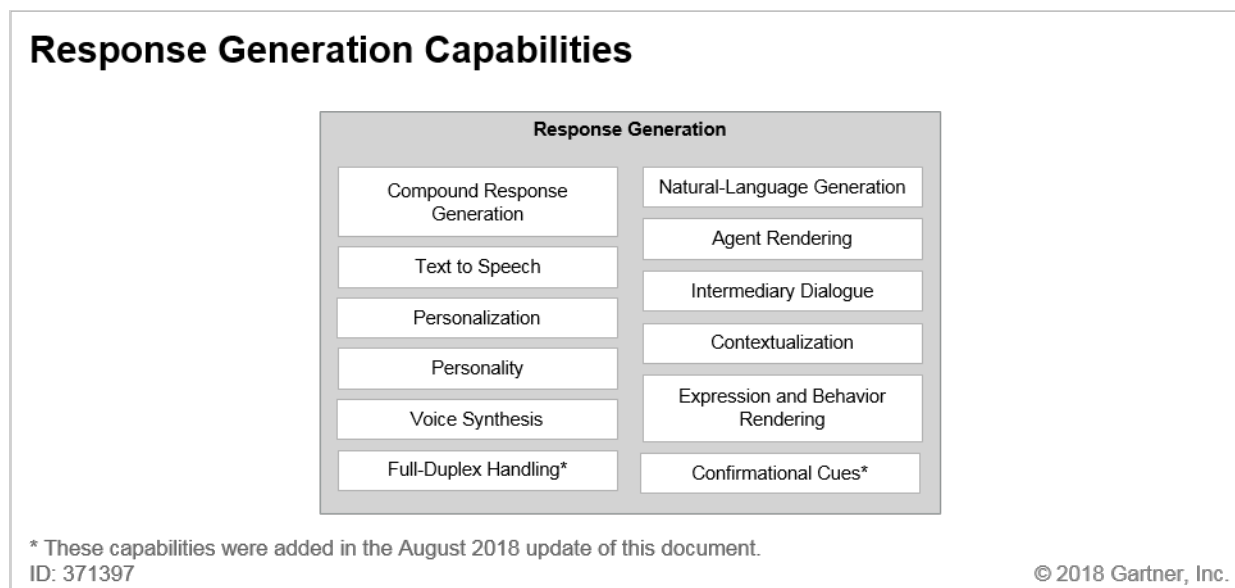 Response Generation Capabilities
Response Generation
Compound Response
Generation
Text to Speech
Personalization
Personality
Voice Synthesis
Full-Duplex Handling*
Natural-Language Generation
Agent Rendering
Intermediary Dialogue
Contextualization
Expression and Behavior
Rendering
Confirmational Cues*
* These capabilities were added in the August 2018 update of this document.
ID: 371397
© 2018 Gartner, Inc.